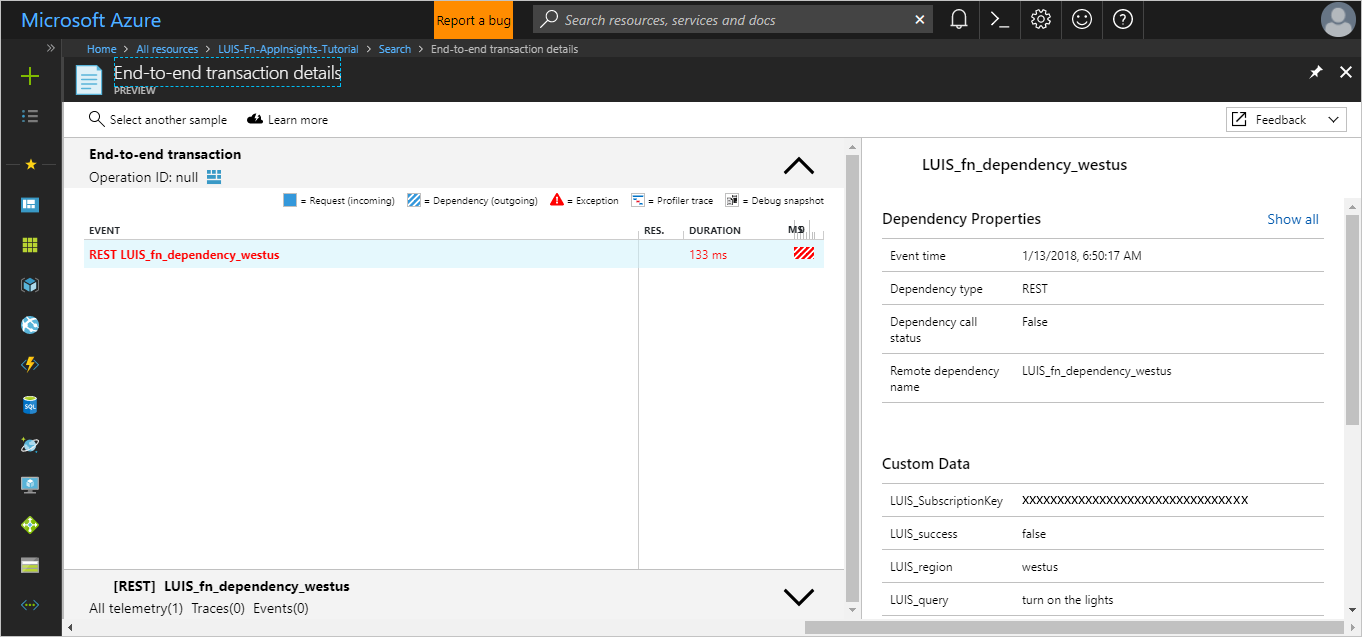 Microsoft Azure
Report a bug
Search resources, services and docs
Home > All resources > LUIS-Fn-AppInsights-Tutorial > Search > End-to-end transaction details
End-to-end transaction details
PREVIEW
Select another sample
Learn more
Feedback
End-to-end transaction
Operation ID: null
= Request (incoming) = Dependency (outgoing) = Exception = Profiler trace = Debug snapshot
EVENT RES. DURATION
REST LUIS_fn_dependency_westus 133 ms
[REST] LUIS_fn_dependency_westus
All telemetry(1) Traces(0) Events(0)
LUIS_fn_dependency_westus
Dependency Properties Show all
Event time 1/13/2018, 6:50:17 AM
Dependency type REST
Dependency call False
status
Remote dependency LUIS_fn_dependency_westus
name
Custom Data
LUIS_SubscriptionKey XXXXXXXXXXXXXXXXXXXXXXXXXXXXXXXX
LUIS_success false
LUIS_region westus
LUIS_query turn on the lights